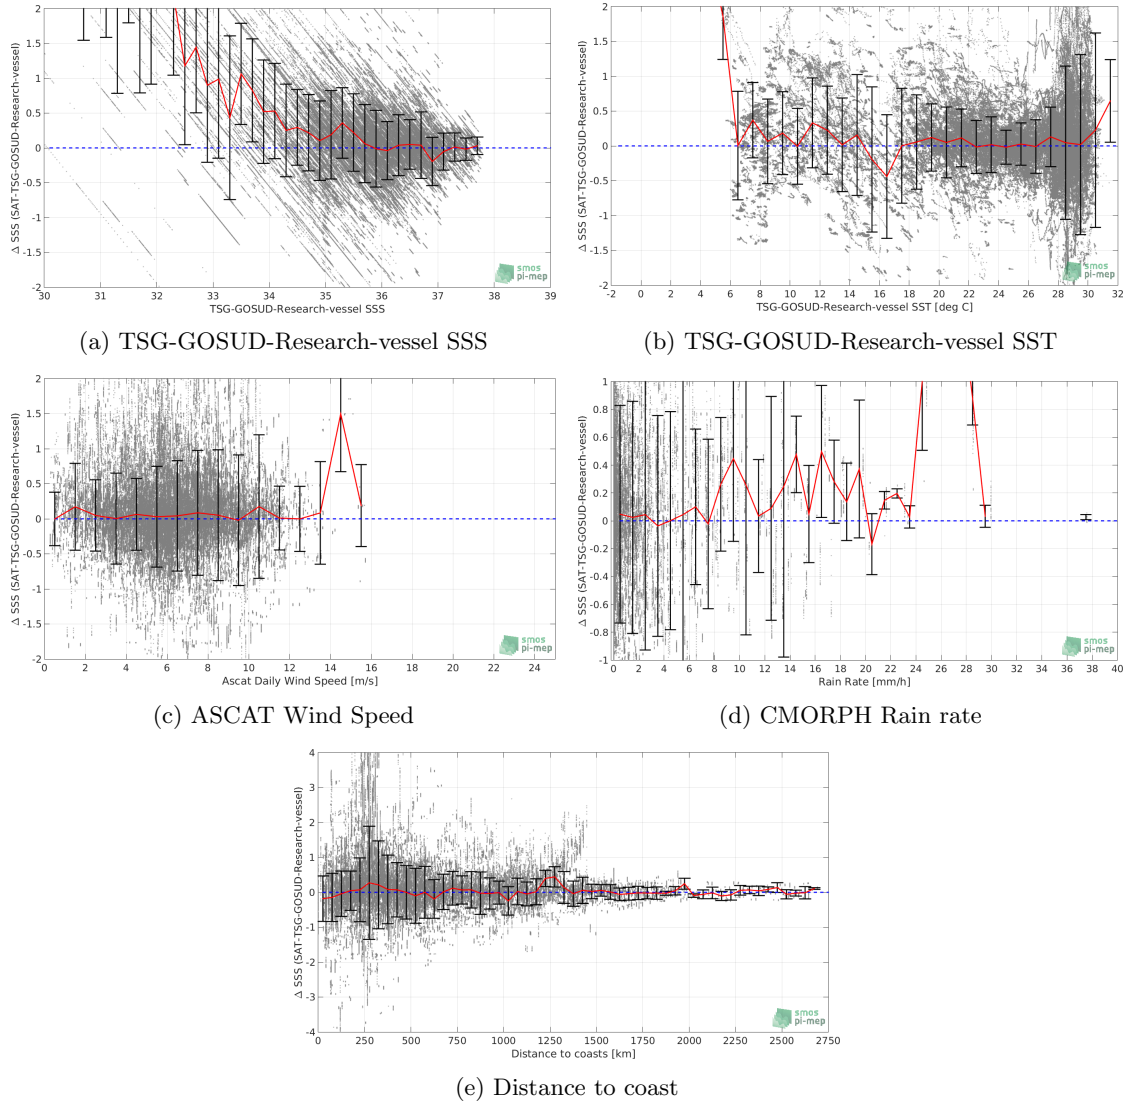 Δ SSS (SAT-TSG-GOSUD-Research-vessel)
2
1.5
1
0.5
0
-0.5
-1
-1.5
-2
30 31 32 33 34 35 36 37 38 39
TSG-GOSUD-Research-vessel SSS
smos
pi-mep
(a) TSG-GOSUD-Research-vessel SSS
Δ SSS (SAT-TSG-GOSUD-Research-vessel)
2
1.5
1
0.5
0
-0.5
-1
-1.5
-2
-2 0 2 4 6 8 10 12 14 16 18 20 22 24 26 28 30 32
TSG-GOSUD-Research-vessel SST [deg C]
smos
pi-mep
(b) TSG-GOSUD-Research-vessel SST
Δ SSS (SAT-TSG-GOSUD-Research-vessel)
2
1.5
1
0.5
0
-0.5
-1
-1.5
-2
0 2 4 6 8 10 12 14 16 18 20 22 24
Ascat Daily Wind Speed [m/s]
smos
pi-mep
(c) ASCAT Wind Speed
Δ SSS (SAT-TSG-GOSUD-Research-vessel)
1
0.8
0.6
0.4
0.2
0
-0.2
-0.4
-0.6
-0.8
-1
0 2 4 6 8 10 12 14 16 18 20 22 24 26 28 30 32 34 36 38 40
Rain Rate [mm/h]
smos
pi-mep
(d) CMORPH Rain rate
Δ SSS (SAT-TSG-GOSUD-Research-vessel)
4
3
2
1
0
-1
-2
-3
-4
0 250 500 750 1000 1250 1500 1750 2000 2250 2500 2750
Distance to coasts [km]
smos
pi-mep
(e) Distance to coast